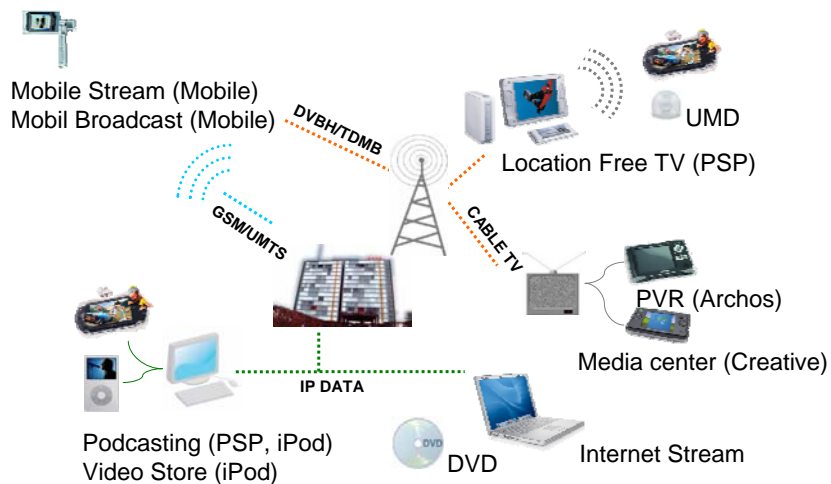 Mobile Stream (Mobile)
Mobil Broadcast (Mobile)
DVBH/TDMB
UMD
Location Free TV (PSP)
GSM/UMTS
CABLE TV
PVR (Archos)
Media center (Creative)
IP DATA
Podcasting (PSP, iPod)
Video Store (iPod)
DVD
DVD
Internet Stream